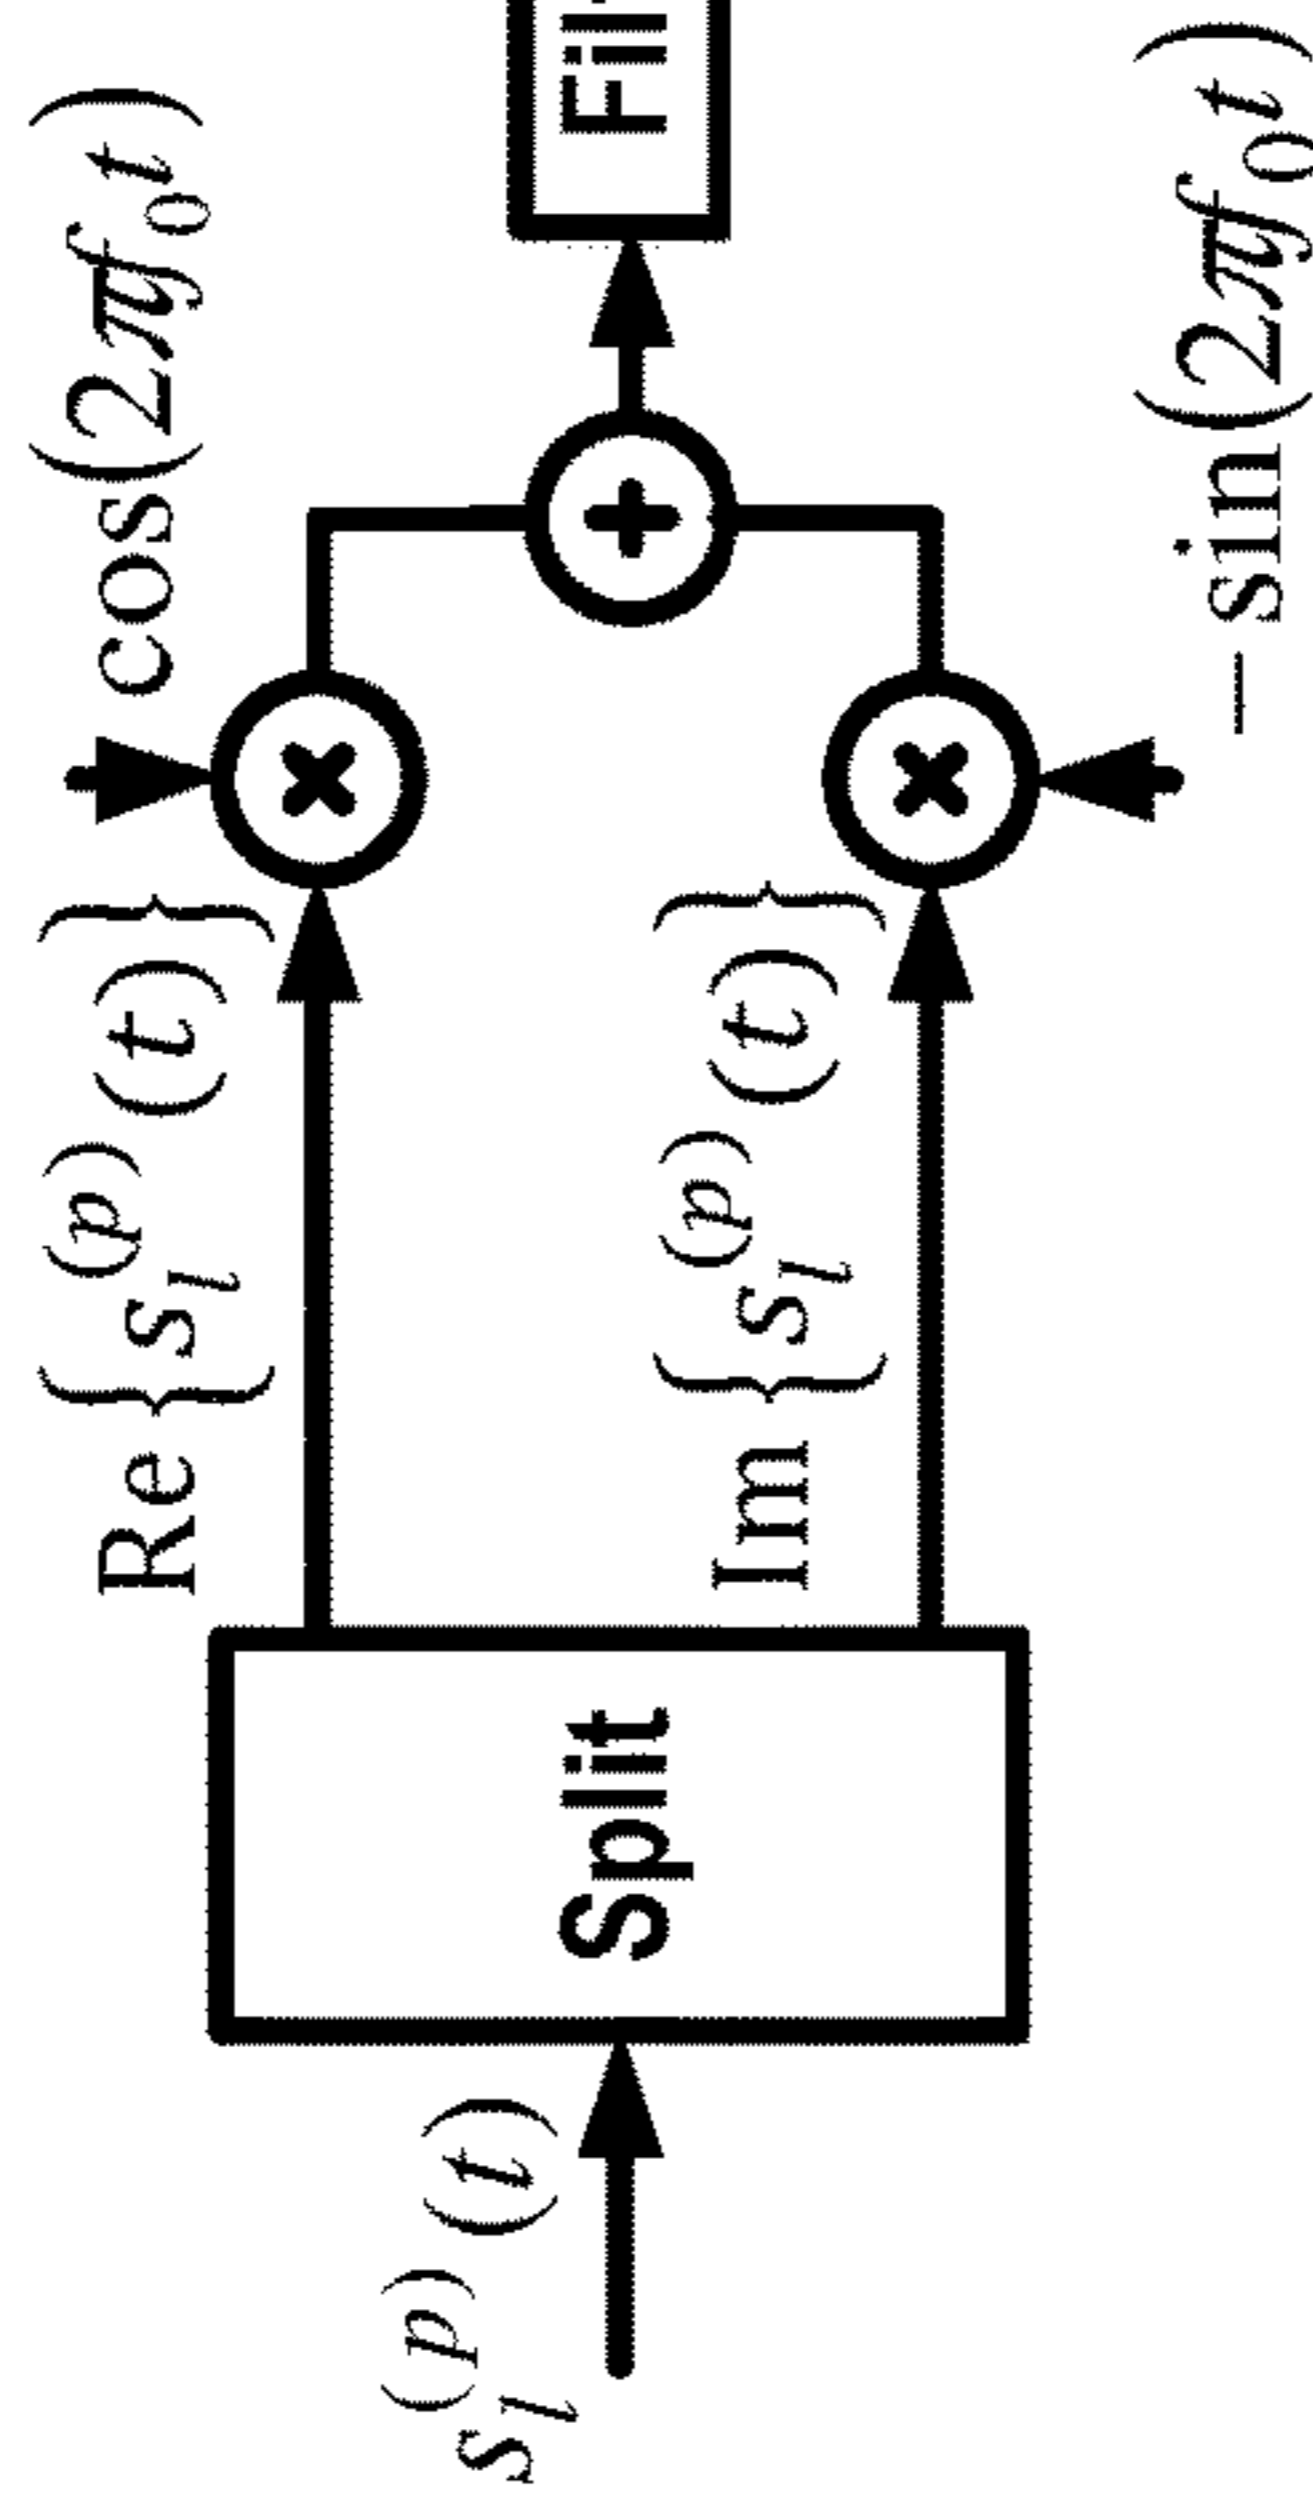 s_l^(p)(t)
Split
Re {s_l^(p)(t)}
Im {s_l^(p)(t)}
cos(2πf_0t)
−sin(2πf_0t)